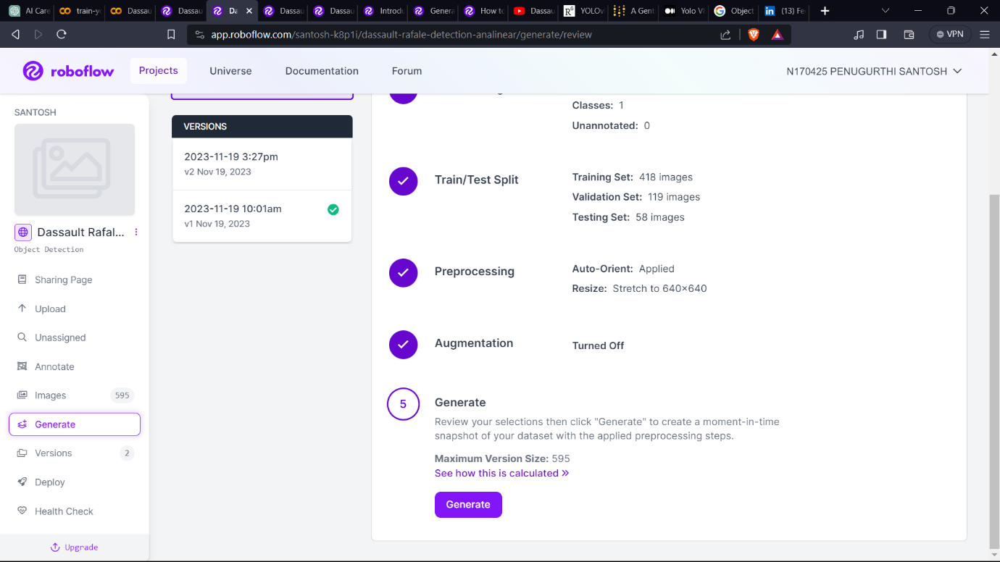 AI Care
train-y
Dassau
Dassau
Da
Dassau
Dassau
Introdu
Genera
How to
Dassau
YOLOv
A Gent
Yolo V
Object
(13) Fe
app.roboflow.com/santosh-k8p1i/dassault-rafale-detection-analinear/generate/review
VPN
roboflow
Projects
Universe
Documentation
Forum
N170425 PENUGURTHI SANTOSH
SANTOSH
Dassault Rafal...
Object Detection
Sharing Page
Upload
Unassigned
Annotate
Images 595
Generate
Versions 2
Deploy
Health Check
Upgrade
VERSIONS
2023-11-19 3:27pm
v2 Nov 19, 2023
2023-11-19 10:01am
v1 Nov 19, 2023
Classes: 1
Unannotated: 0
Train/Test Split
Training Set: 418 images
Validation Set: 119 images
Testing Set: 58 images
Preprocessing
Auto-Orient: Applied
Resize: Stretch to 640×640
Augmentation
Turned Off
5
Generate
Review your selections then click "Generate" to create a moment-in-time
snapshot of your dataset with the applied preprocessing steps.
Maximum Version Size: 595
See how this is calculated »
Generate